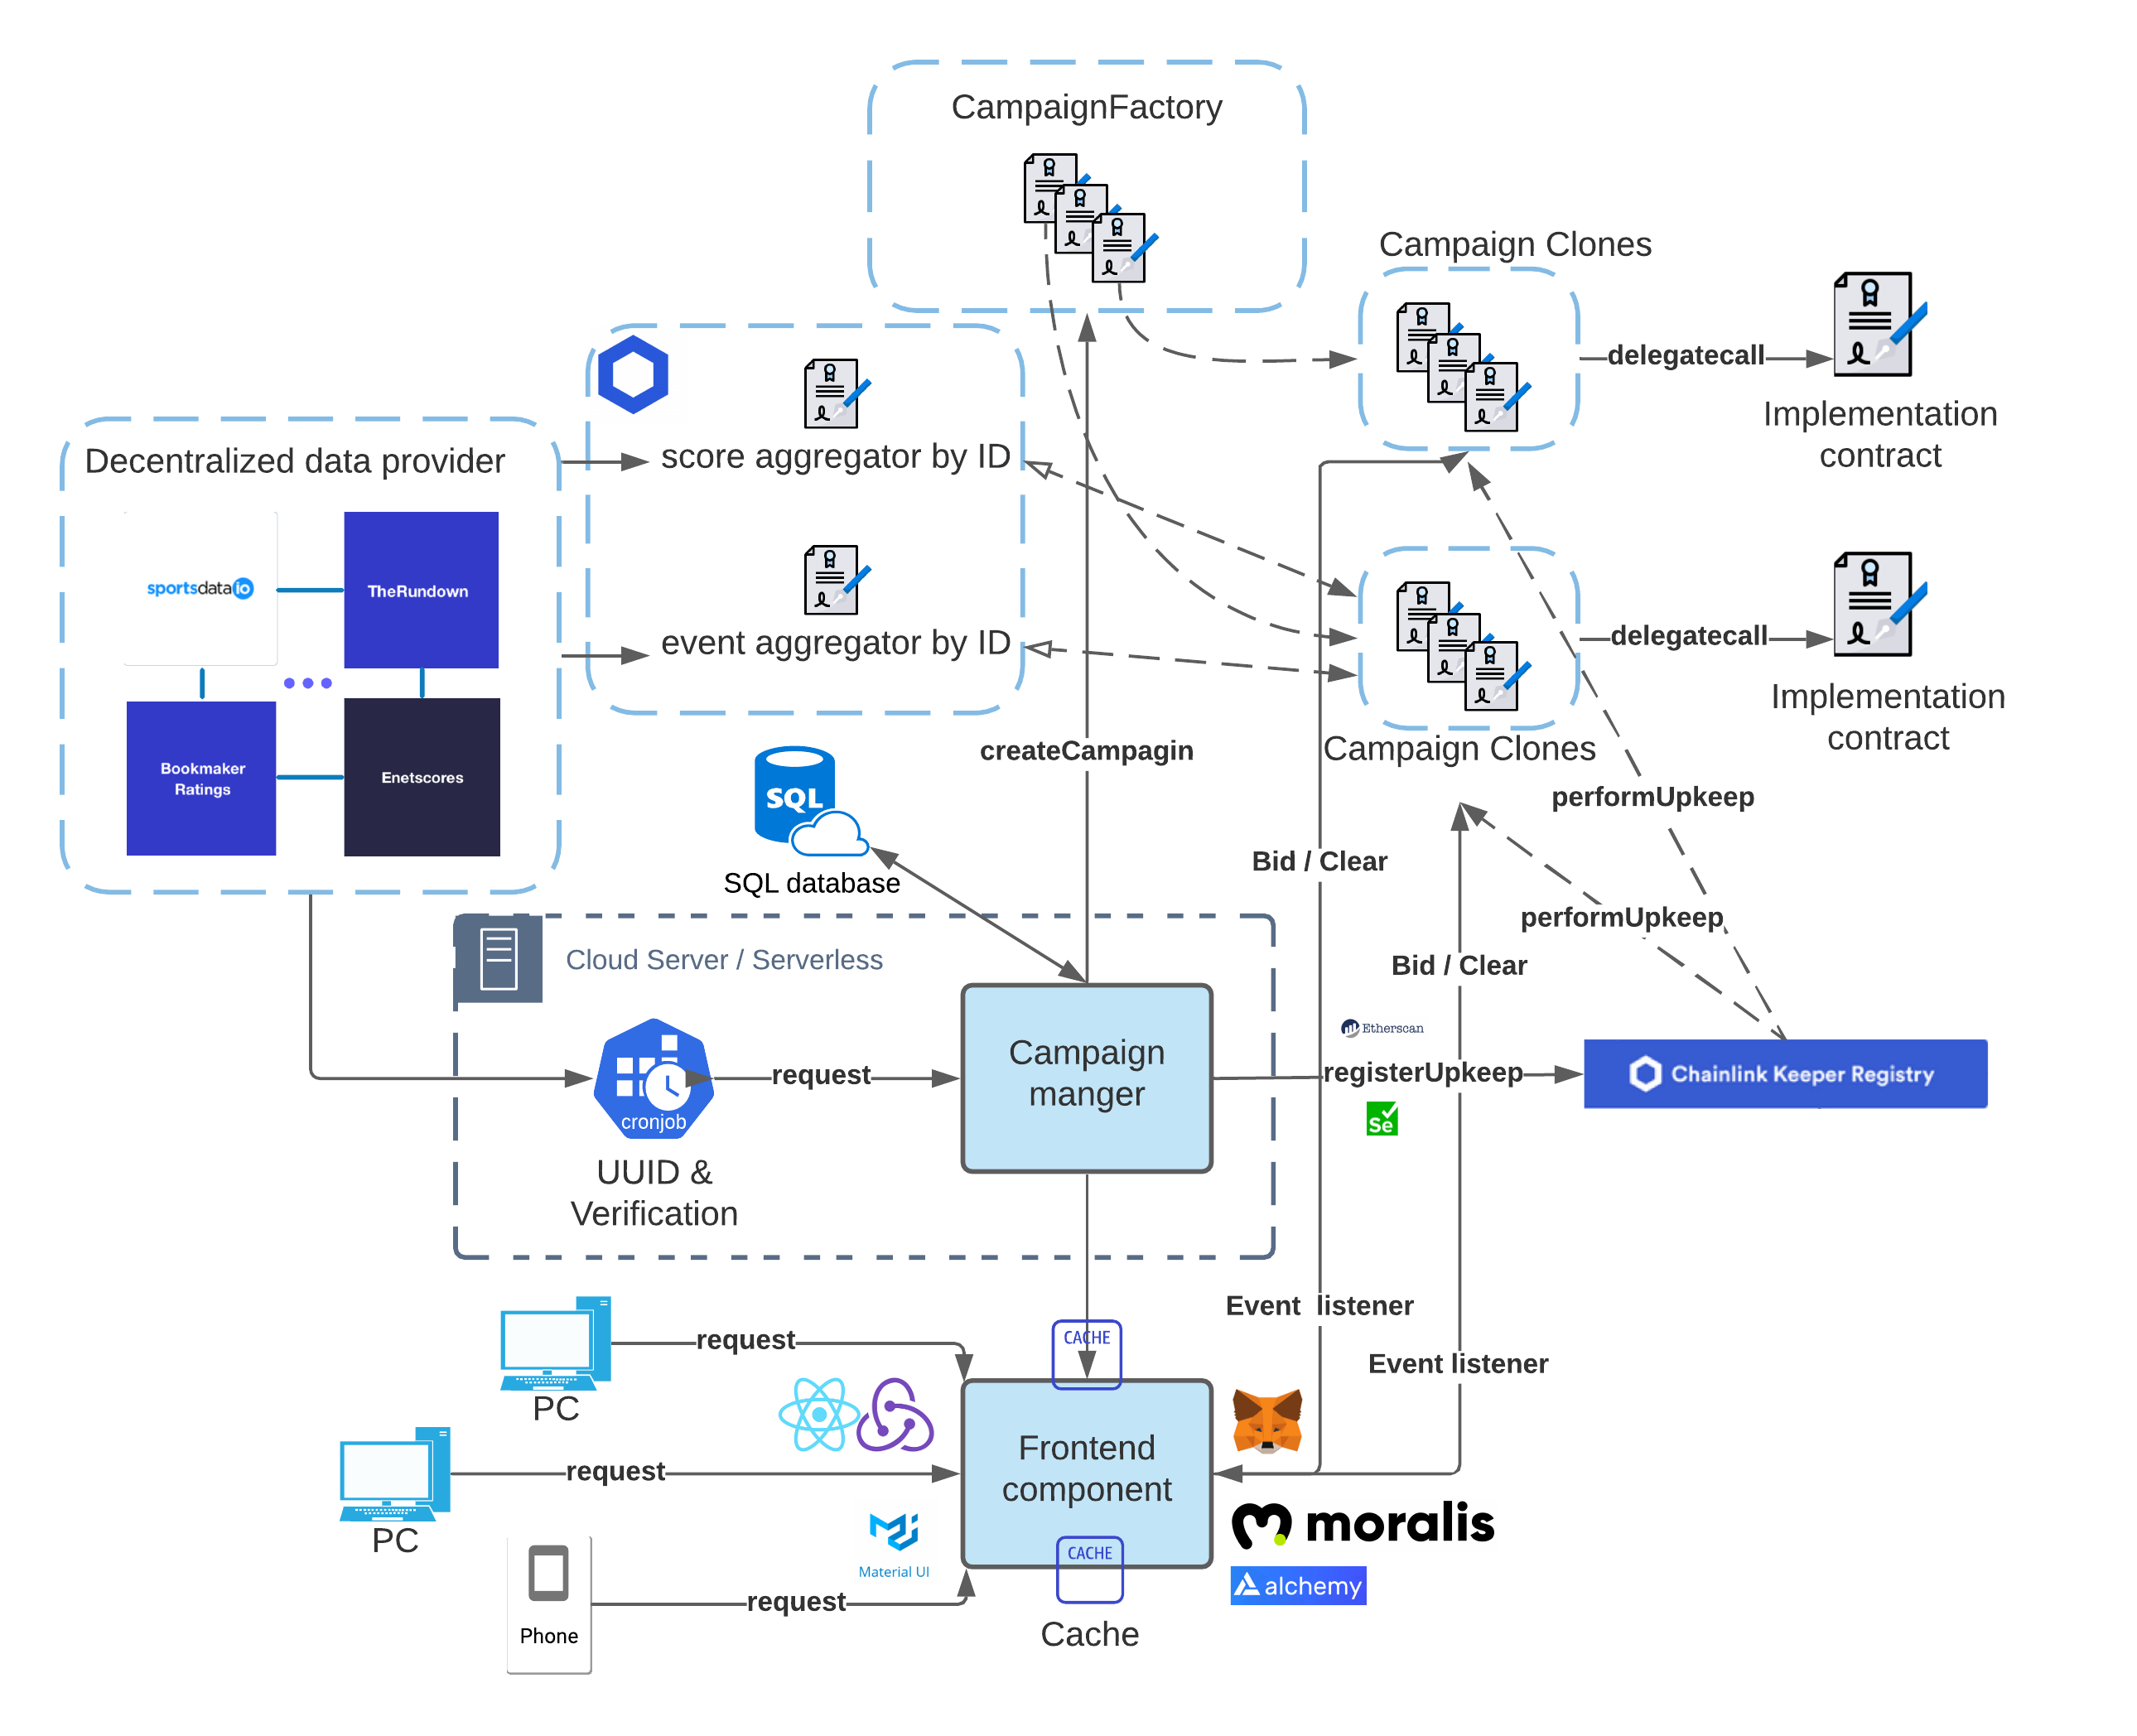 CampaignFactory
Campaign Clones
delegatecall
Implementation
contract
score aggregator by ID
Decentralized data provider
sportsdataio
TheRundown
event aggregator by ID
delegatecall
Implementation
contract
Bookmaker
Ratings
Enetscores
createCampagin
Campaign Clones
SQL
SQL database
performUpkeep
Bid / Clear
performUpkeep
Cloud Server / Serverless
Bid / Clear
Etherscan
Campaign
manger
request
registerUpkeep
Chainlink Keeper Registry
cronjob
Se
UUID &
Verification
Event listener
request
CACHE
Event listener
PC
request
Frontend
component
PC
moralis
Material UI
CACHE
alchemy
request
Phone
Cache